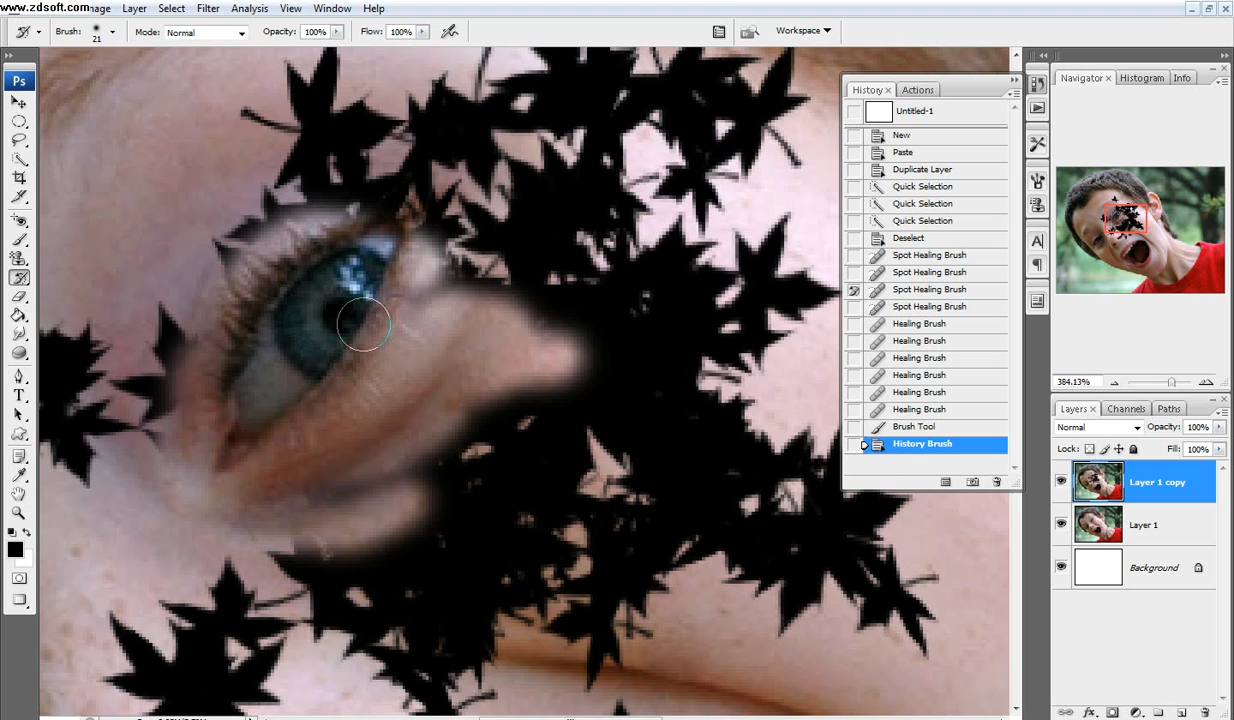 www.zdsoft.com age Layer Select Filter Analysis View Window Help
Brush: 21 Mode: Normal Opacity: 100% Flow: 100% Workspace
Ps
History Actions
Untitled-1
New
Paste
Duplicate Layer
Quick Selection
Quick Selection
Quick Selection
Deselect
Spot Healing Brush
Spot Healing Brush
Spot Healing Brush
Spot Healing Brush
Healing Brush
Healing Brush
Healing Brush
Healing Brush
Healing Brush
Healing Brush
Brush Tool
History Brush
Navigator Histogram Info
384.13%
Layers Channels Paths
Normal Opacity: 100%
Lock: Fill: 100%
Layer 1 copy
Layer 1
Background